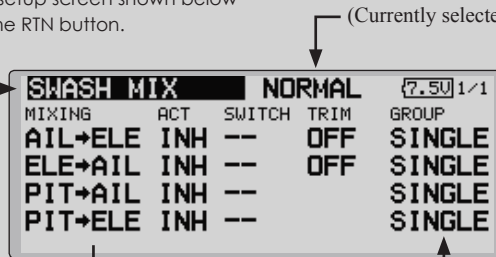 setup screen shown below
he RTN button.
(Currently selecte
SWASH MIX NORMAL 7.5V 1/1
MIXING ACT SWITCH TRIM GROUP
AIL→ELE INH -- OFF SINGLE
ELE→AIL INH -- OFF SINGLE
PIT→AIL INH -- SINGLE
PIT→ELE INH -- SINGLE